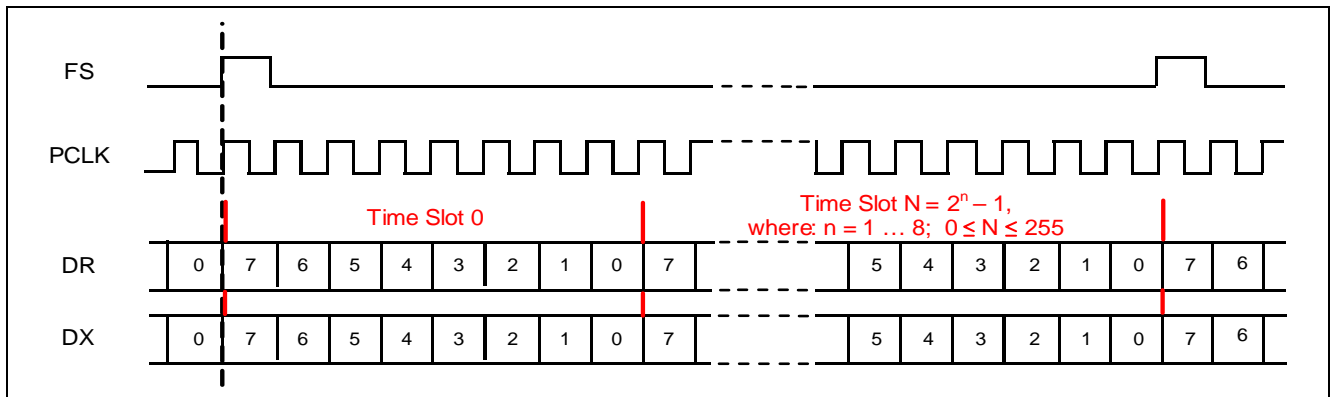 FS
PCLK
Time Slot 0
Time Slot N = 2ⁿ – 1,
where: n = 1 … 8; 0 ≤ N ≤ 255
DR 0 7 6 5 4 3 2 1 0 7 5 4 3 2 1 0 7 6
DX 0 7 6 5 4 3 2 1 0 7 5 4 3 2 1 0 7 6